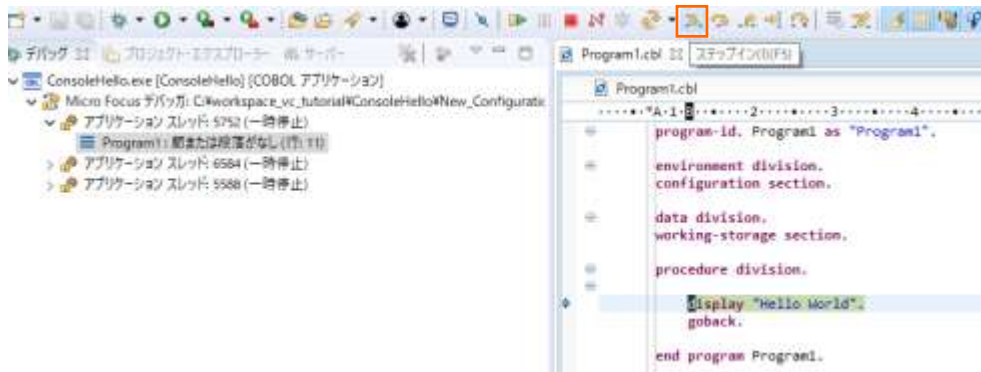 デバッグ
プロジェクト・エクスプローラー
サーバー
ConsoleHello.exe [ConsoleHello] [COBOL アプリケーション]
Micro Focus デバッガ: C:¥workspace_vc_tutorial¥ConsoleHello¥New_Configuratic
アプリケーション スレッド: 5752 (一時停止)
Program1 : 節または段落がなし (行: 11)
アプリケーション スレッド: 6584 (一時停止)
アプリケーション スレッド: 5588 (一時停止)
Program1.cbl
ステップイン(I)(F5)
Program1.cbl
*A-1-B 2 3 4
program-id. Program1 as "Program1".
environment division.
configuration section.
data division.
working-storage section.
procedure division.
display "Hello World".
goback.
end program Program1.